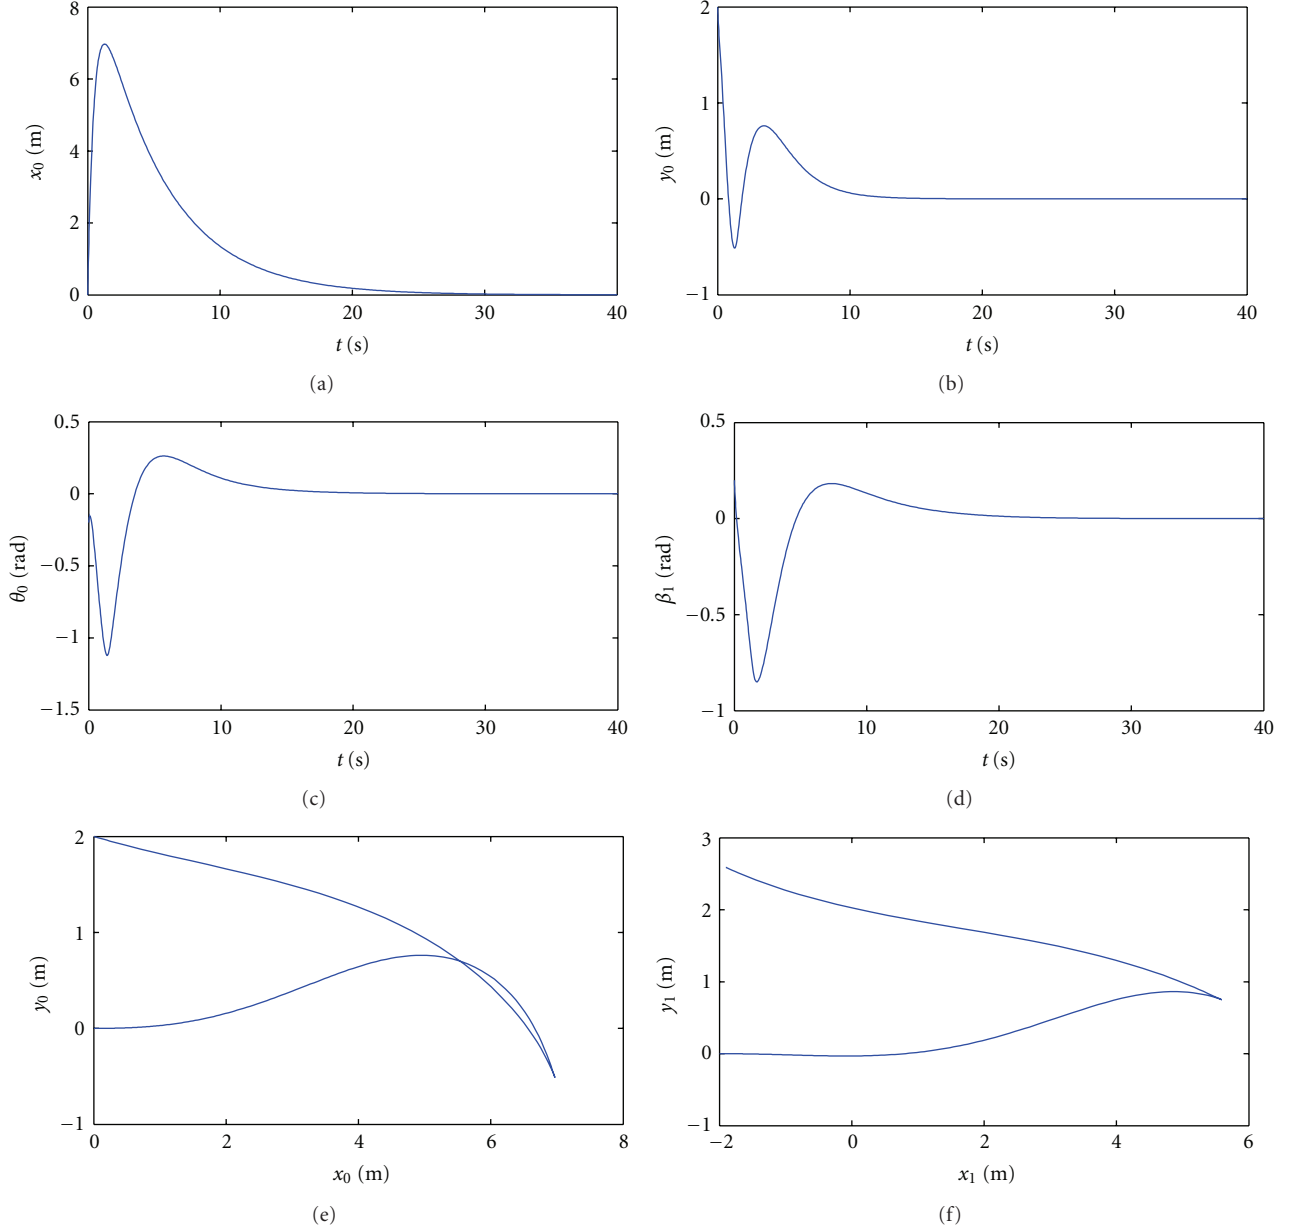 8
6
4
2
0
x₀ (m)
0 10 20 30 40
t (s)
(a)
2
1
0
−1
y₀ (m)
0 10 20 30 40
t (s)
(b)
0.5
0
−0.5
−1
−1.5
θ₀ (rad)
0 10 20 30 40
t (s)
(c)
0.5
0
−0.5
−1
β₁ (rad)
0 10 20 30 40
t (s)
(d)
2
1
0
−1
y₀ (m)
0 2 4 6 8
x₀ (m)
(e)
3
2
1
0
−1
y₁ (m)
−2 0 2 4 6
x₁ (m)
(f)